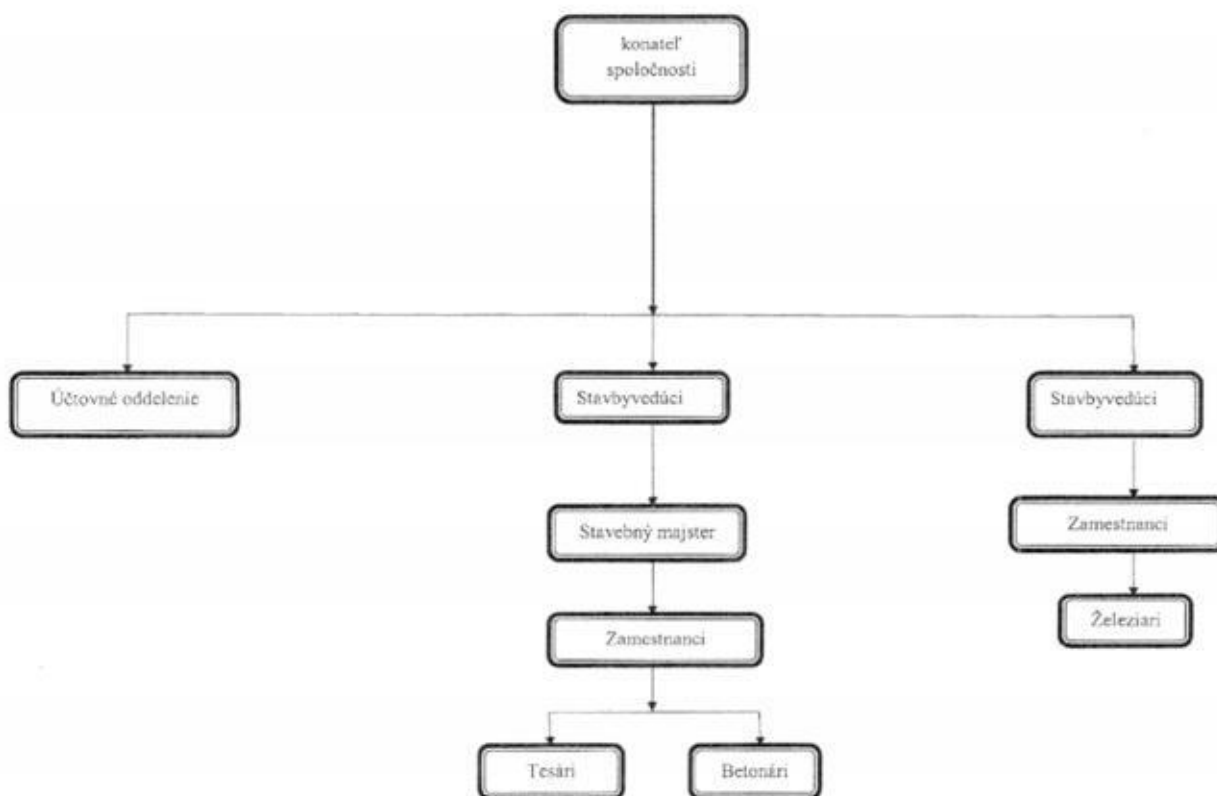 konateľ
spoločnosti
Účtovné oddelenie
Stavbyvedúci
Stavbyvedúci
Stavebný majster
Zamestnanci
Zamestnanci
Železiari
Tesári
Betonári